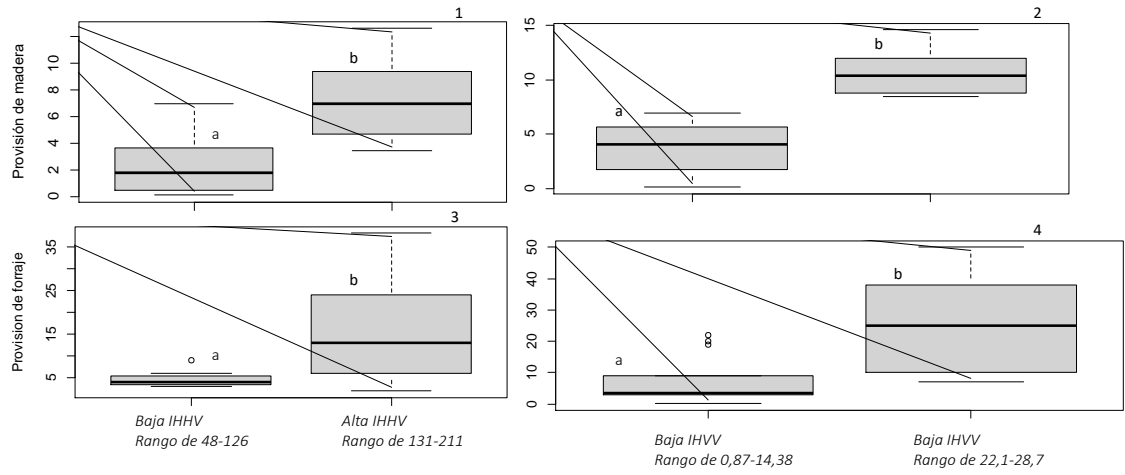 1
Provisión de madera
10
8
6
4
2
0
a
b
2
15
10
5
0
a
b
3
Provision de forraje
35
25
15
5
a
b
Baja IHHV
Rango de 48-126
Alta IHHV
Rango de 131-211
4
50
40
30
20
10
0
a
b
Baja IHVV
Rango de 0,87-14,38
Baja IHVV
Rango de 22,1-28,7